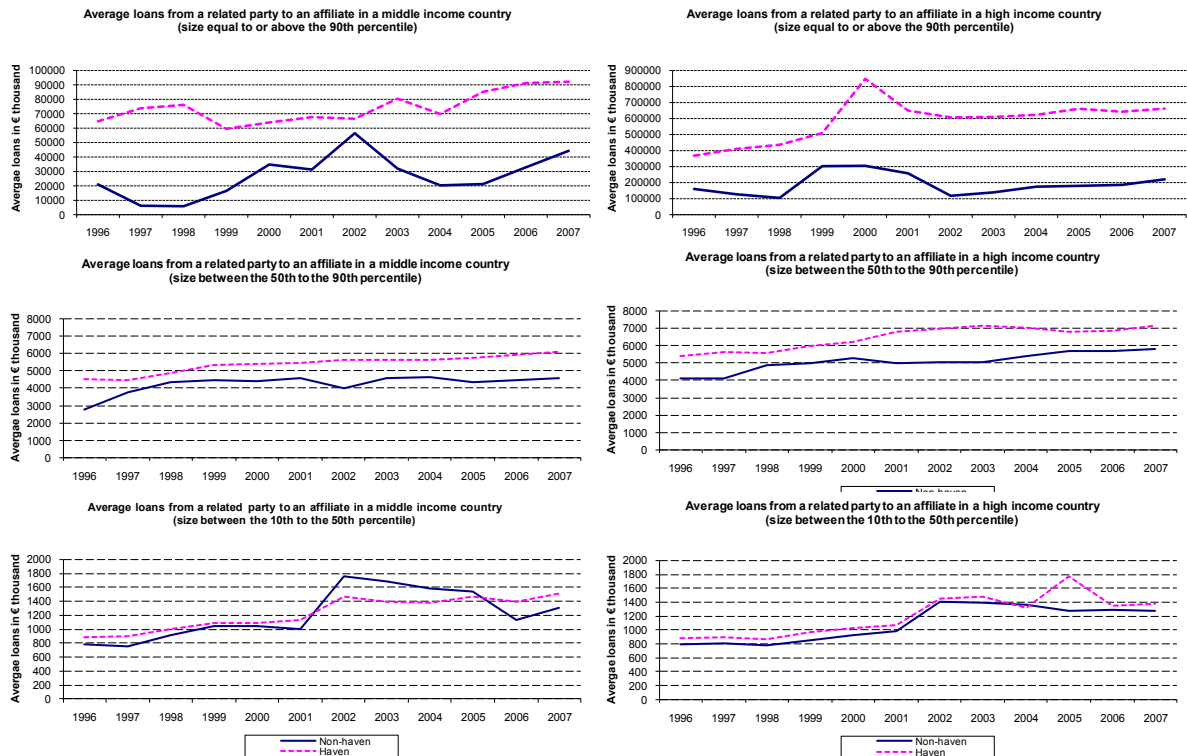 Average loans from a related party to an affiliate in a middle income country
(size equal to or above the 90th percentile)
Avergae loans in € thousand
100000
90000
80000
70000
60000
50000
40000
30000
20000
10000
0
1996 1997 1998 1999 2000 2001 2002 2003 2004 2005 2006 2007
Average loans from a related party to an affiliate in a high income country
(size equal to or above the 90th percentile)
Avergae loans in € thousand
900000
800000
700000
600000
500000
400000
300000
200000
100000
0
1996 1997 1998 1999 2000 2001 2002 2003 2004 2005 2006 2007
Average loans from a related party to an affiliate in a middle income country
(size between the 50th to the 90th percentile)
Avergae loans in € thousand
8000
7000
6000
5000
4000
3000
2000
1000
0
1996 1997 1998 1999 2000 2001 2002 2003 2004 2005 2006 2007
Average loans from a related party to an affiliate in a high income country
(size between the 50th to the 90th percentile)
Avergae loans in € thousand
8000
7000
6000
5000
4000
3000
2000
1000
0
1996 1997 1998 1999 2000 2001 2002 2003 2004 2005 2006 2007
Non-haven
Average loans from a related party to an affiliate in a middle income country
(size between the 10th to the 50th percentile)
Avergae loans in € thousand
2000
1800
1600
1400
1200
1000
800
600
400
200
0
1996 1997 1998 1999 2000 2001 2002 2003 2004 2005 2006 2007
Non-haven
Haven
Average loans from a related party to an affiliate in a high income country
(size between the 10th to the 50th percentile)
Avergae loans in € thousand
2000
1800
1600
1400
1200
1000
800
600
400
200
0
1996 1997 1998 1999 2000 2001 2002 2003 2004 2005 2006 2007
Non-haven
Haven